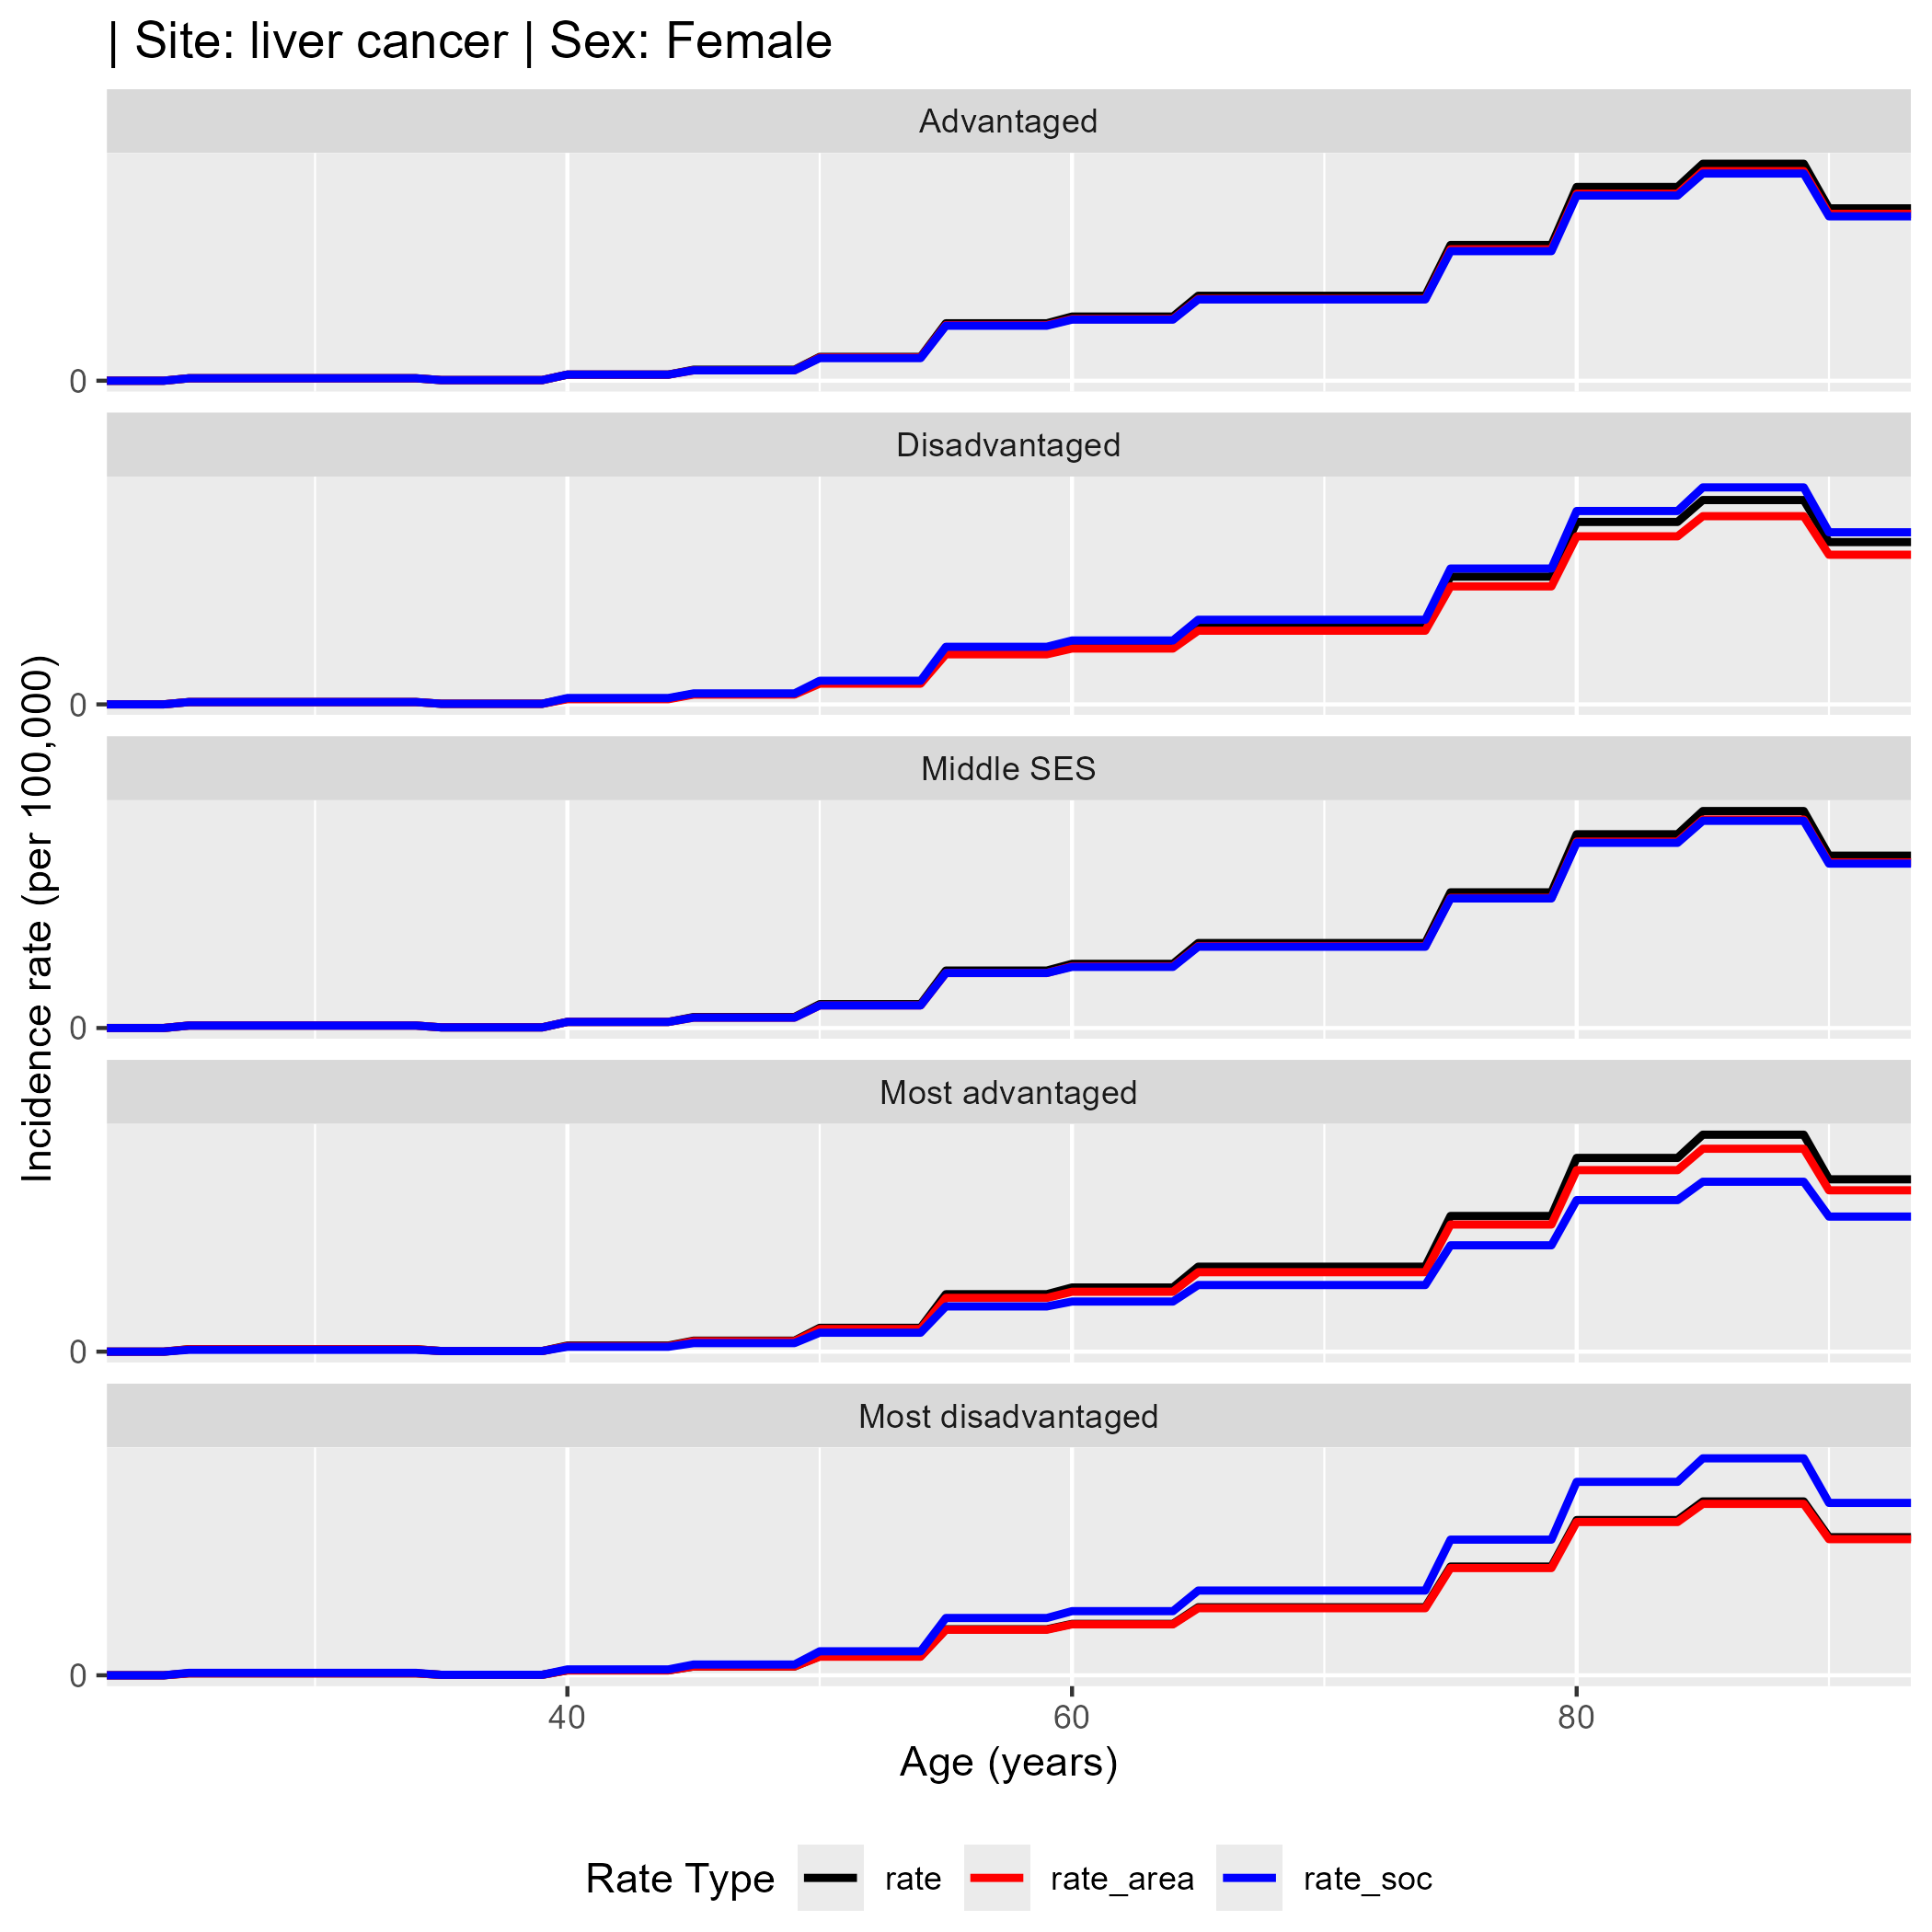 | Site: liver cancer | Sex: Female
Advantaged
0
Disadvantaged
0
Middle SES
0
Most advantaged
0
Most disadvantaged
0
Incidence rate (per 100,000)
40 60 80
Age (years)
Rate Type rate rate_area rate_soc